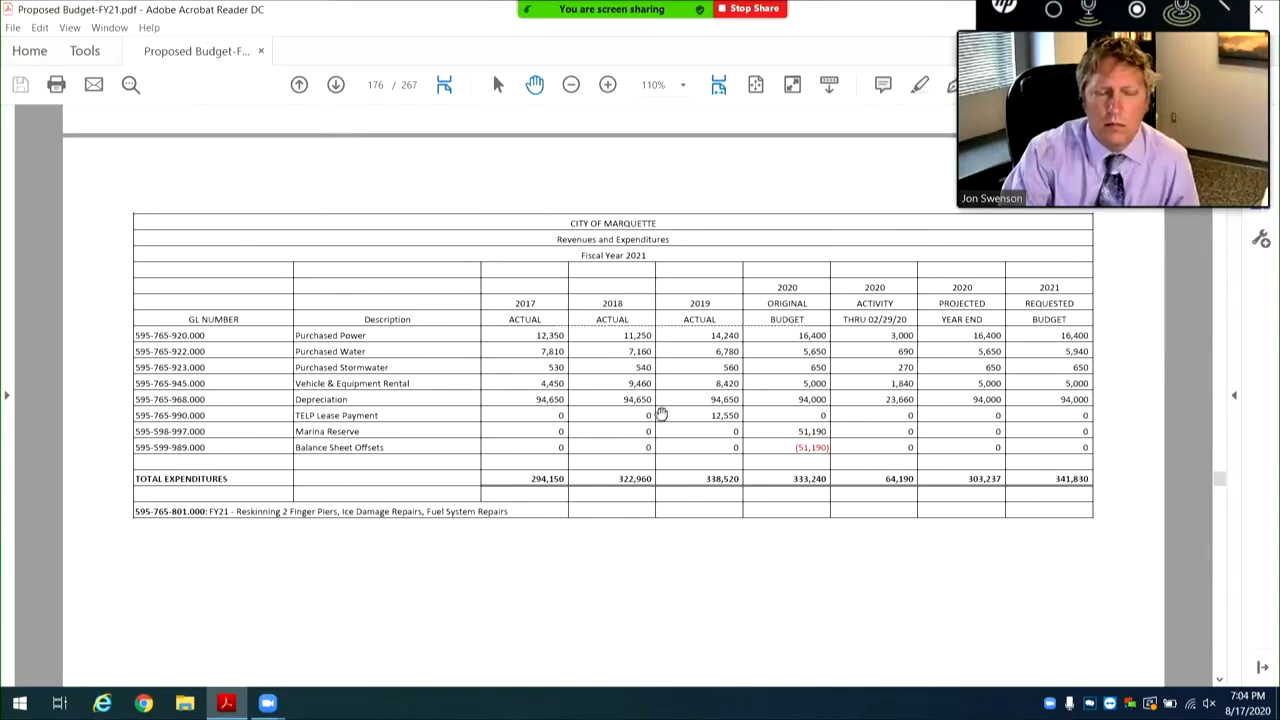 Proposed Budget-FY21.pdf - Adobe Acrobat Reader DC
You are screen sharing
Stop Share
File Edit View Window Help
Home Tools Proposed Budget-F... ×
176 / 267 110%
Jon Swenson
CITY OF MARQUETTE
Revenues and Expenditures
Fiscal Year 2021
2020 2020 2020 2021
2017 2018 2019 ORIGINAL ACTIVITY PROJECTED REQUESTED
GL NUMBER Description ACTUAL ACTUAL ACTUAL BUDGET THRU 02/29/20 YEAR END BUDGET
595-765-920.000 Purchased Power 12,350 11,250 14,240 16,400 3,000 16,400 16,400
595-765-922.000 Purchased Water 7,810 7,160 6,780 5,650 690 5,650 5,940
595-765-923.000 Purchased Stormwater 530 540 560 650 270 650 650
595-765-945.000 Vehicle & Equipment Rental 4,450 9,460 8,420 5,000 1,840 5,000 5,000
595-765-968.000 Depreciation 94,650 94,650 94,650 94,000 23,660 94,000 94,000
595-765-990.000 TELP Lease Payment 0 0 12,550 0 0 0 0
595-598-997.000 Marina Reserve 0 0 0 51,190 0 0 0
595-599-989.000 Balance Sheet Offsets 0 0 0 (51,190) 0 0 0
TOTAL EXPENDITURES 294,150 322,960 338,520 333,240 64,190 303,237 341,830
595-765-801.000: FY21 - Reskinning 2 Finger Piers, Ice Damage Repairs, Fuel System Repairs
7:04 PM
8/17/2020